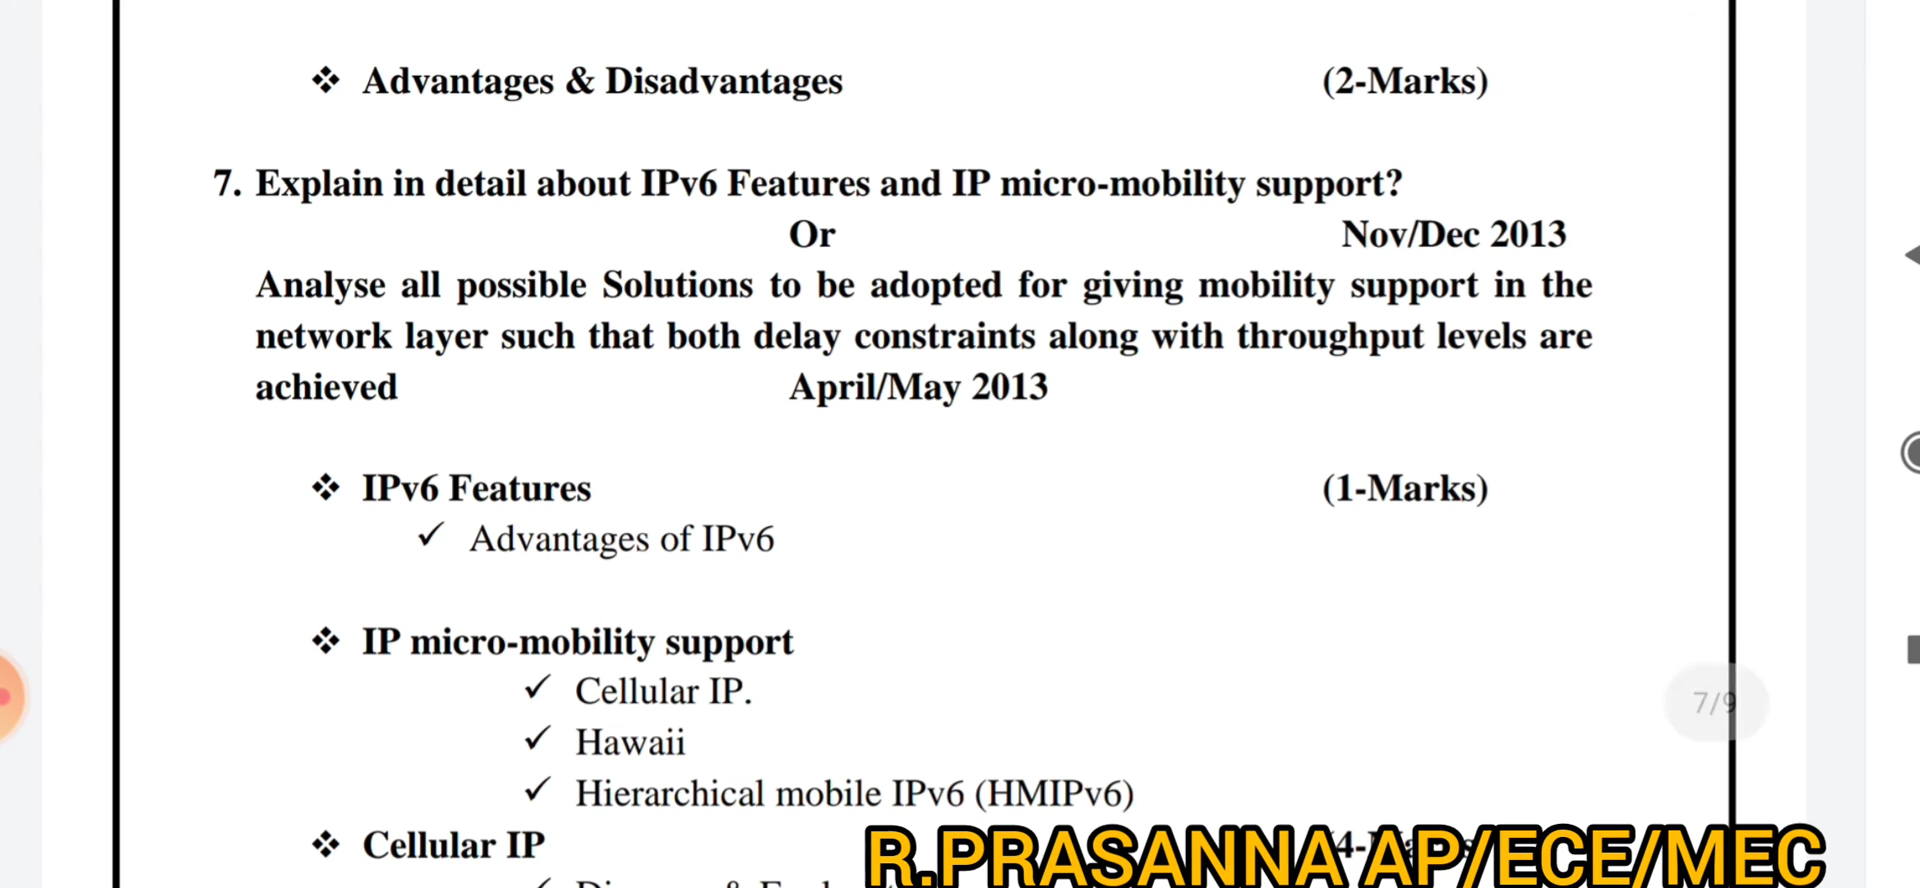 ❖ Advantages & Disadvantages (2-Marks)
7. Explain in detail about IPv6 Features and IP micro-mobility support?
Or Nov/Dec 2013
Analyse all possible Solutions to be adopted for giving mobility support in the
network layer such that both delay constraints along with throughput levels are
achieved April/May 2013
❖ IPv6 Features (1-Marks)
✓ Advantages of IPv6
❖ IP micro-mobility support
✓ Cellular IP.
✓ Hawaii
7/9
✓ Hierarchical mobile IPv6 (HMIPv6)
❖ Cellular IP
R.PRASANNA AP/ECE/MEC